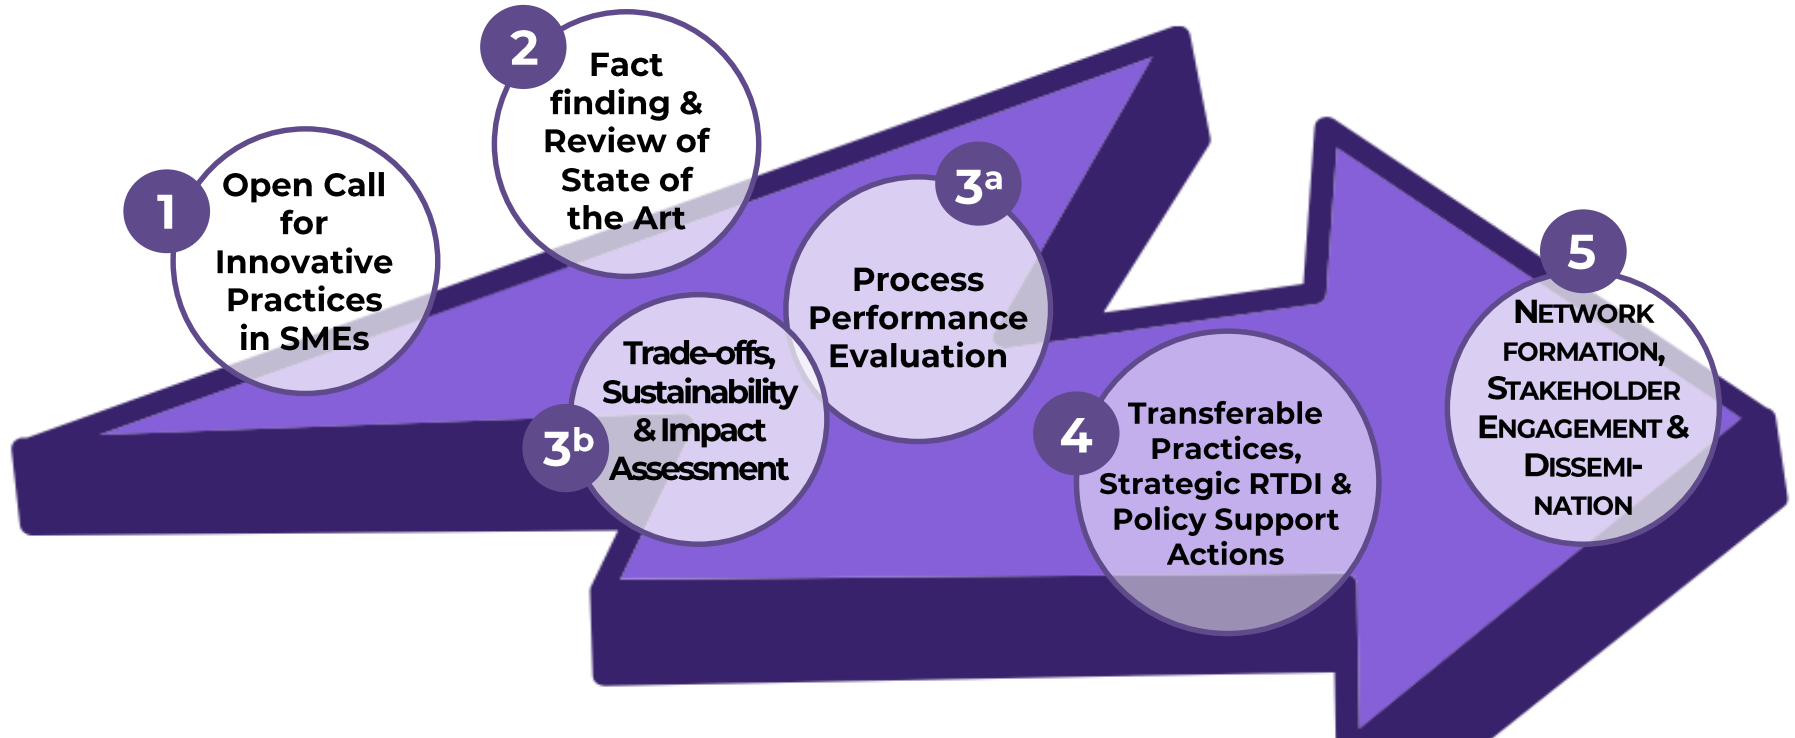 1
Open Call
for
Innovative
Practices
in SMEs
2
Fact
finding &
Review of
State of
the Art
3a
Process
Performance
Evaluation
3b
Trade-offs,
Sustainability
& Impact
Assessment
4
Transferable
Practices,
Strategic RTDI &
Policy Support
Actions
5
NETWORK
FORMATION,
STAKEHOLDER
ENGAGEMENT &
DISSEMI-
NATION